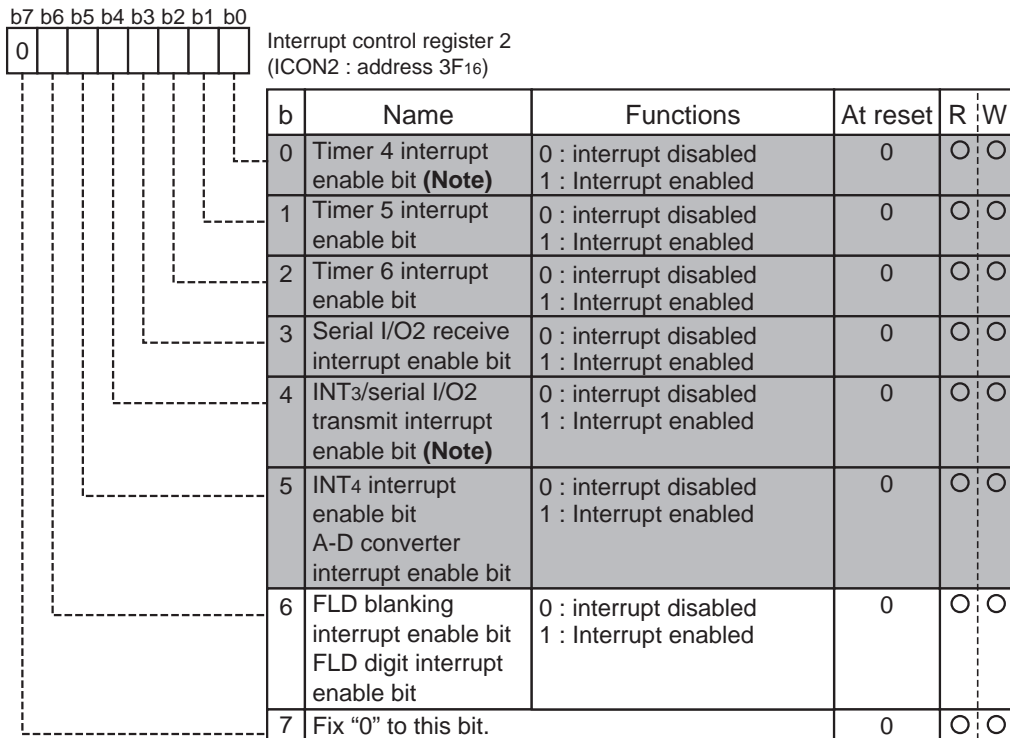 b7 b6 b5 b4 b3 b2 b1 b0
0
Interrupt control register 2
(ICON2 : address 3F16)
b Name Functions At reset R W
0 Timer 4 interrupt 0 : interrupt disabled 0 O O
enable bit (Note) 1 : Interrupt enabled
1 Timer 5 interrupt 0 : interrupt disabled 0 O O
enable bit 1 : Interrupt enabled
2 Timer 6 interrupt 0 : interrupt disabled 0 O O
enable bit 1 : Interrupt enabled
3 Serial I/O2 receive 0 : interrupt disabled 0 O O
interrupt enable bit 1 : Interrupt enabled
4 INT3/serial I/O2 0 : interrupt disabled 0 O O
transmit interrupt 1 : Interrupt enabled
enable bit (Note)
5 INT4 interrupt 0 : interrupt disabled 0 O O
enable bit 1 : Interrupt enabled
A-D converter
interrupt enable bit
6 FLD blanking 0 : interrupt disabled 0 O O
interrupt enable bit 1 : Interrupt enabled
FLD digit interrupt
enable bit
7 Fix “0” to this bit. 0 O O